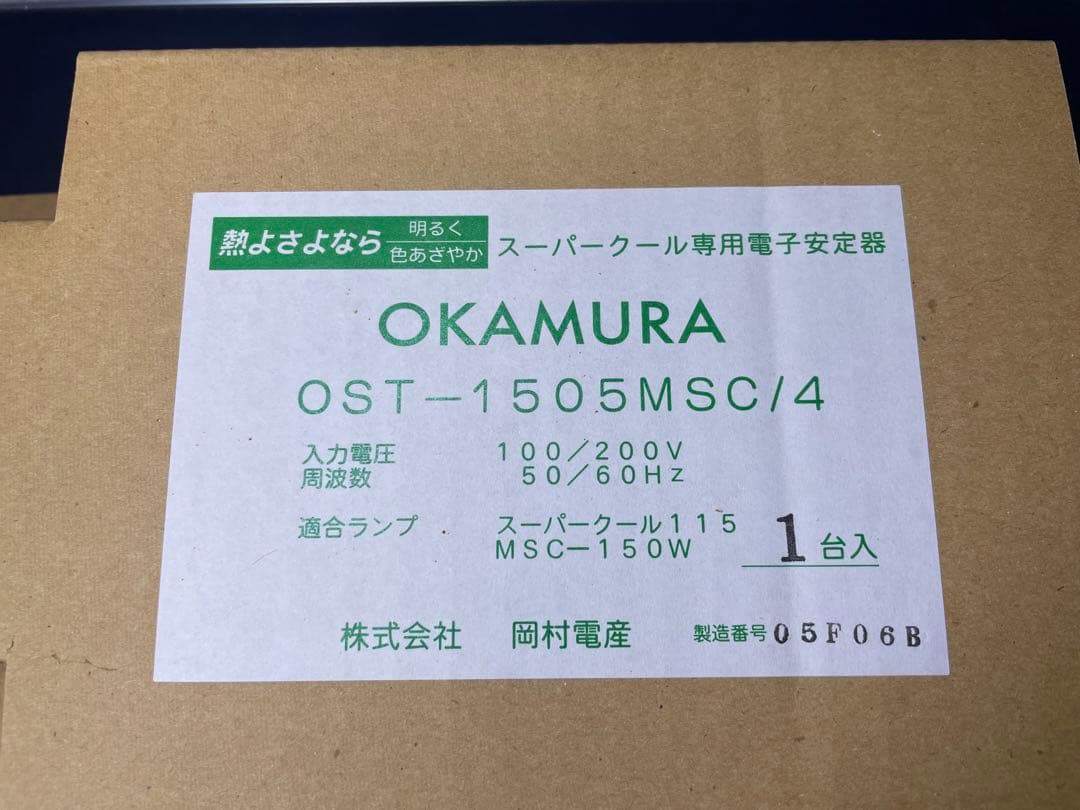 熱よさよなら 明るく 色あざやか スーパークール専用電子安定器
OKAMURA
OST-1505MSC/4
入力電圧 100/200V
周波数 50/60Hz
適合ランプ スーパークール115
MSC-150W 1台入
株式会社 岡村電産 製造番号 05F06B